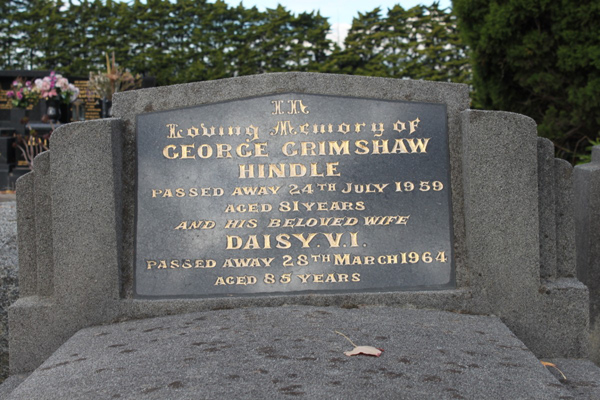 In
Loving Memory of
GEORGE GRIMSHAW
HINDLE
PASSED AWAY 24TH JULY 1959
AGED 81 YEARS
AND HIS BELOVED WIFE
DAISY.V.I.
PASSED AWAY 28TH MARCH 1964
AGED 85 YEARS